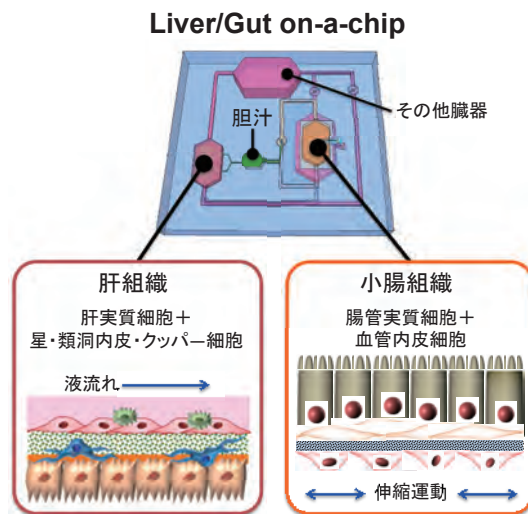 Liver/Gut on-a-chip
その他臓器
胆汁
肝組織
肝実質細胞＋
星・類洞内皮・クッパー細胞
液流れ
小腸組織
腸管実質細胞＋
血管内皮細胞
伸縮運動